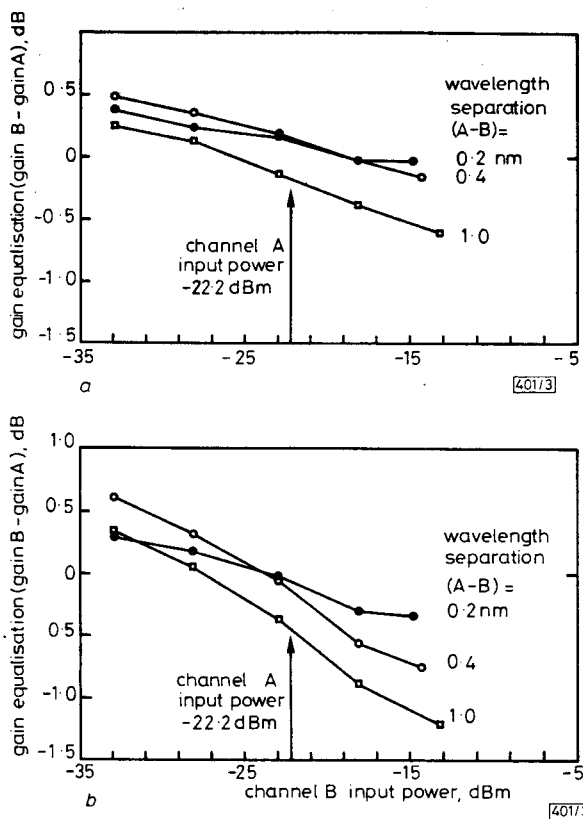 gain equalisation (gain B - gain A), dB
0·5
0
-0·5
-1·0
-1·5
-35
-25
-15
-5
wavelength
separation
(A-B)=
0·2 nm
0·4
1·0
channel A
input power
-22·2 dBm
a
401/3
gain equalisation (gain B - gain A), dB
1·0
0·5
0
0·5
-1·0
-1·5
-35
-25
-15
-5
wavelength
separation
(A-B) =
0·2 nm
0·4
1·0
channel A
input power
-22·2 dBm
b
channel B input power, dBm